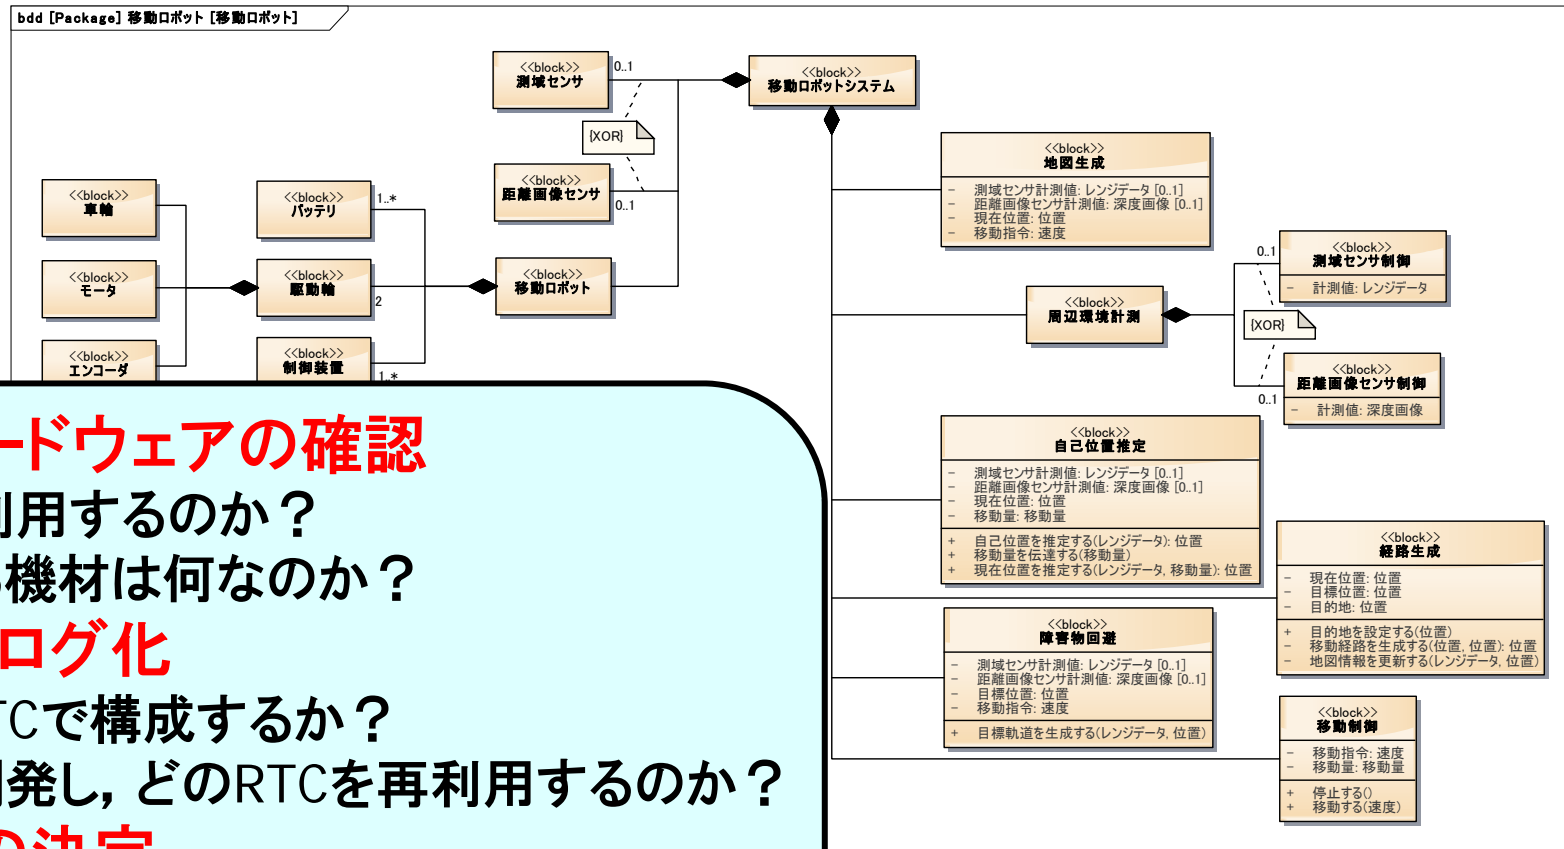 bdd [Package] 移動ロボット [移動ロボット]
<<block>>
測域センサ
0..1
{XOR}
<<block>>
距離画像センサ
0..1
<<block>>
移動ロボットシステム
<<block>>
車輪
<<block>>
モータ
<<block>>
エンコーダ
<<block>>
バッテリ
1..*
<<block>>
駆動輪
2
<<block>>
制御装置
1..*
<<block>>
移動ロボット
<<block>>
地図生成
- 測域センサ計測値: レンジデータ [0..1]
- 距離画像センサ計測値: 深度画像 [0..1]
- 現在位置: 位置
- 移動指令: 速度
<<block>>
周辺環境計測
0..1
<<block>>
測域センサ制御
- 計測値: レンジデータ
{XOR}
0..1
<<block>>
距離画像センサ制御
- 計測値: 深度画像
<<block>>
自己位置推定
- 測域センサ計測値: レンジデータ [0..1]
- 距離画像センサ計測値: 深度画像 [0..1]
- 現在位置: 位置
- 移動量: 移動量
+ 自己位置を推定する(レンジデータ): 位置
+ 移動量を伝達する(移動量)
+ 現在位置を推定する(レンジデータ, 移動量): 位置
<<block>>
経路生成
- 現在位置: 位置
- 目標位置: 位置
- 目的地: 位置
+ 目的地を設定する(位置)
- 移動経路を生成する(位置, 位置): 位置
- 地図情報を更新する(レンジデータ, 位置)
<<block>>
障害物回避
- 測域センサ計測値: レンジデータ [0..1]
- 距離画像センサ計測値: 深度画像 [0..1]
- 目標位置: 位置
- 移動指令: 速度
+ 目標軌道を生成する(レンジデータ, 位置)
<<block>>
移動制御
- 移動指令: 速度
- 移動量: 移動量
+ 停止する()
+ 移動する(速度)
ードウェアの確認
利用するのか？
機材は何なのか？
ログ化
TCで構成するか？
開発し, どのRTCを再利用するのか？
の決定